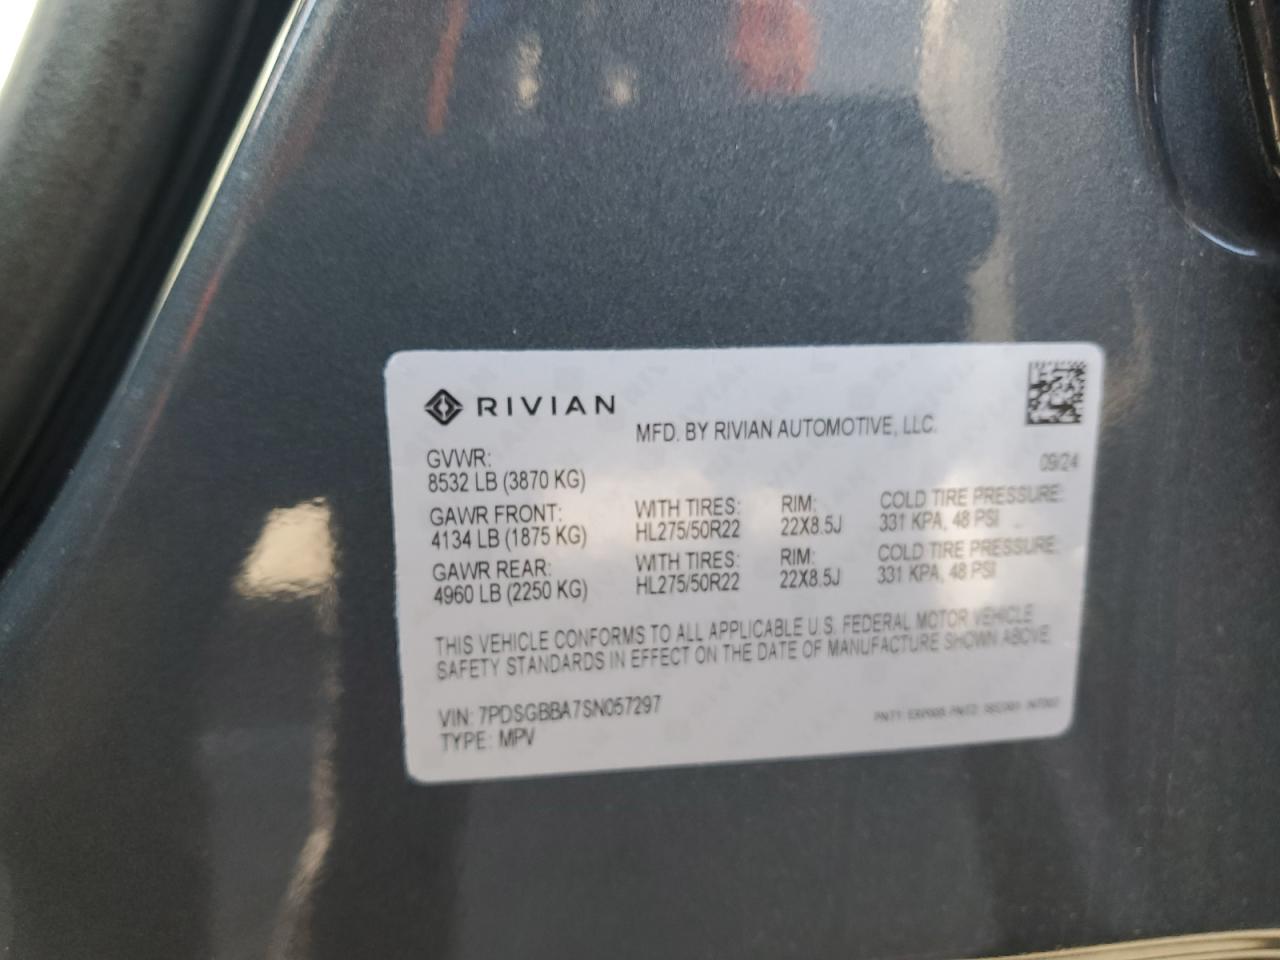 RIVIAN
MFD. BY RIVIAN AUTOMOTIVE, LLC.
09/24
GVWR:
8532 LB (3870 KG)
GAWR FRONT: WITH TIRES: RIM: COLD TIRE PRESSURE:
4134 LB (1875 KG) HL275/50R22 22X8.5J 331 KPA, 48 PSI
GAWR REAR: WITH TIRES: RIM: COLD TIRE PRESSURE:
4960 LB (2250 KG) HL275/50R22 22X8.5J 331 KPA, 48 PSI
THIS VEHICLE CONFORMS TO ALL APPLICABLE U.S. FEDERAL MOTOR VEHICLE
SAFETY STANDARDS IN EFFECT ON THE DATE OF MANUFACTURE SHOWN ABOVE.
VIN: 7PDSGBBA7SN057297
TYPE: MPV